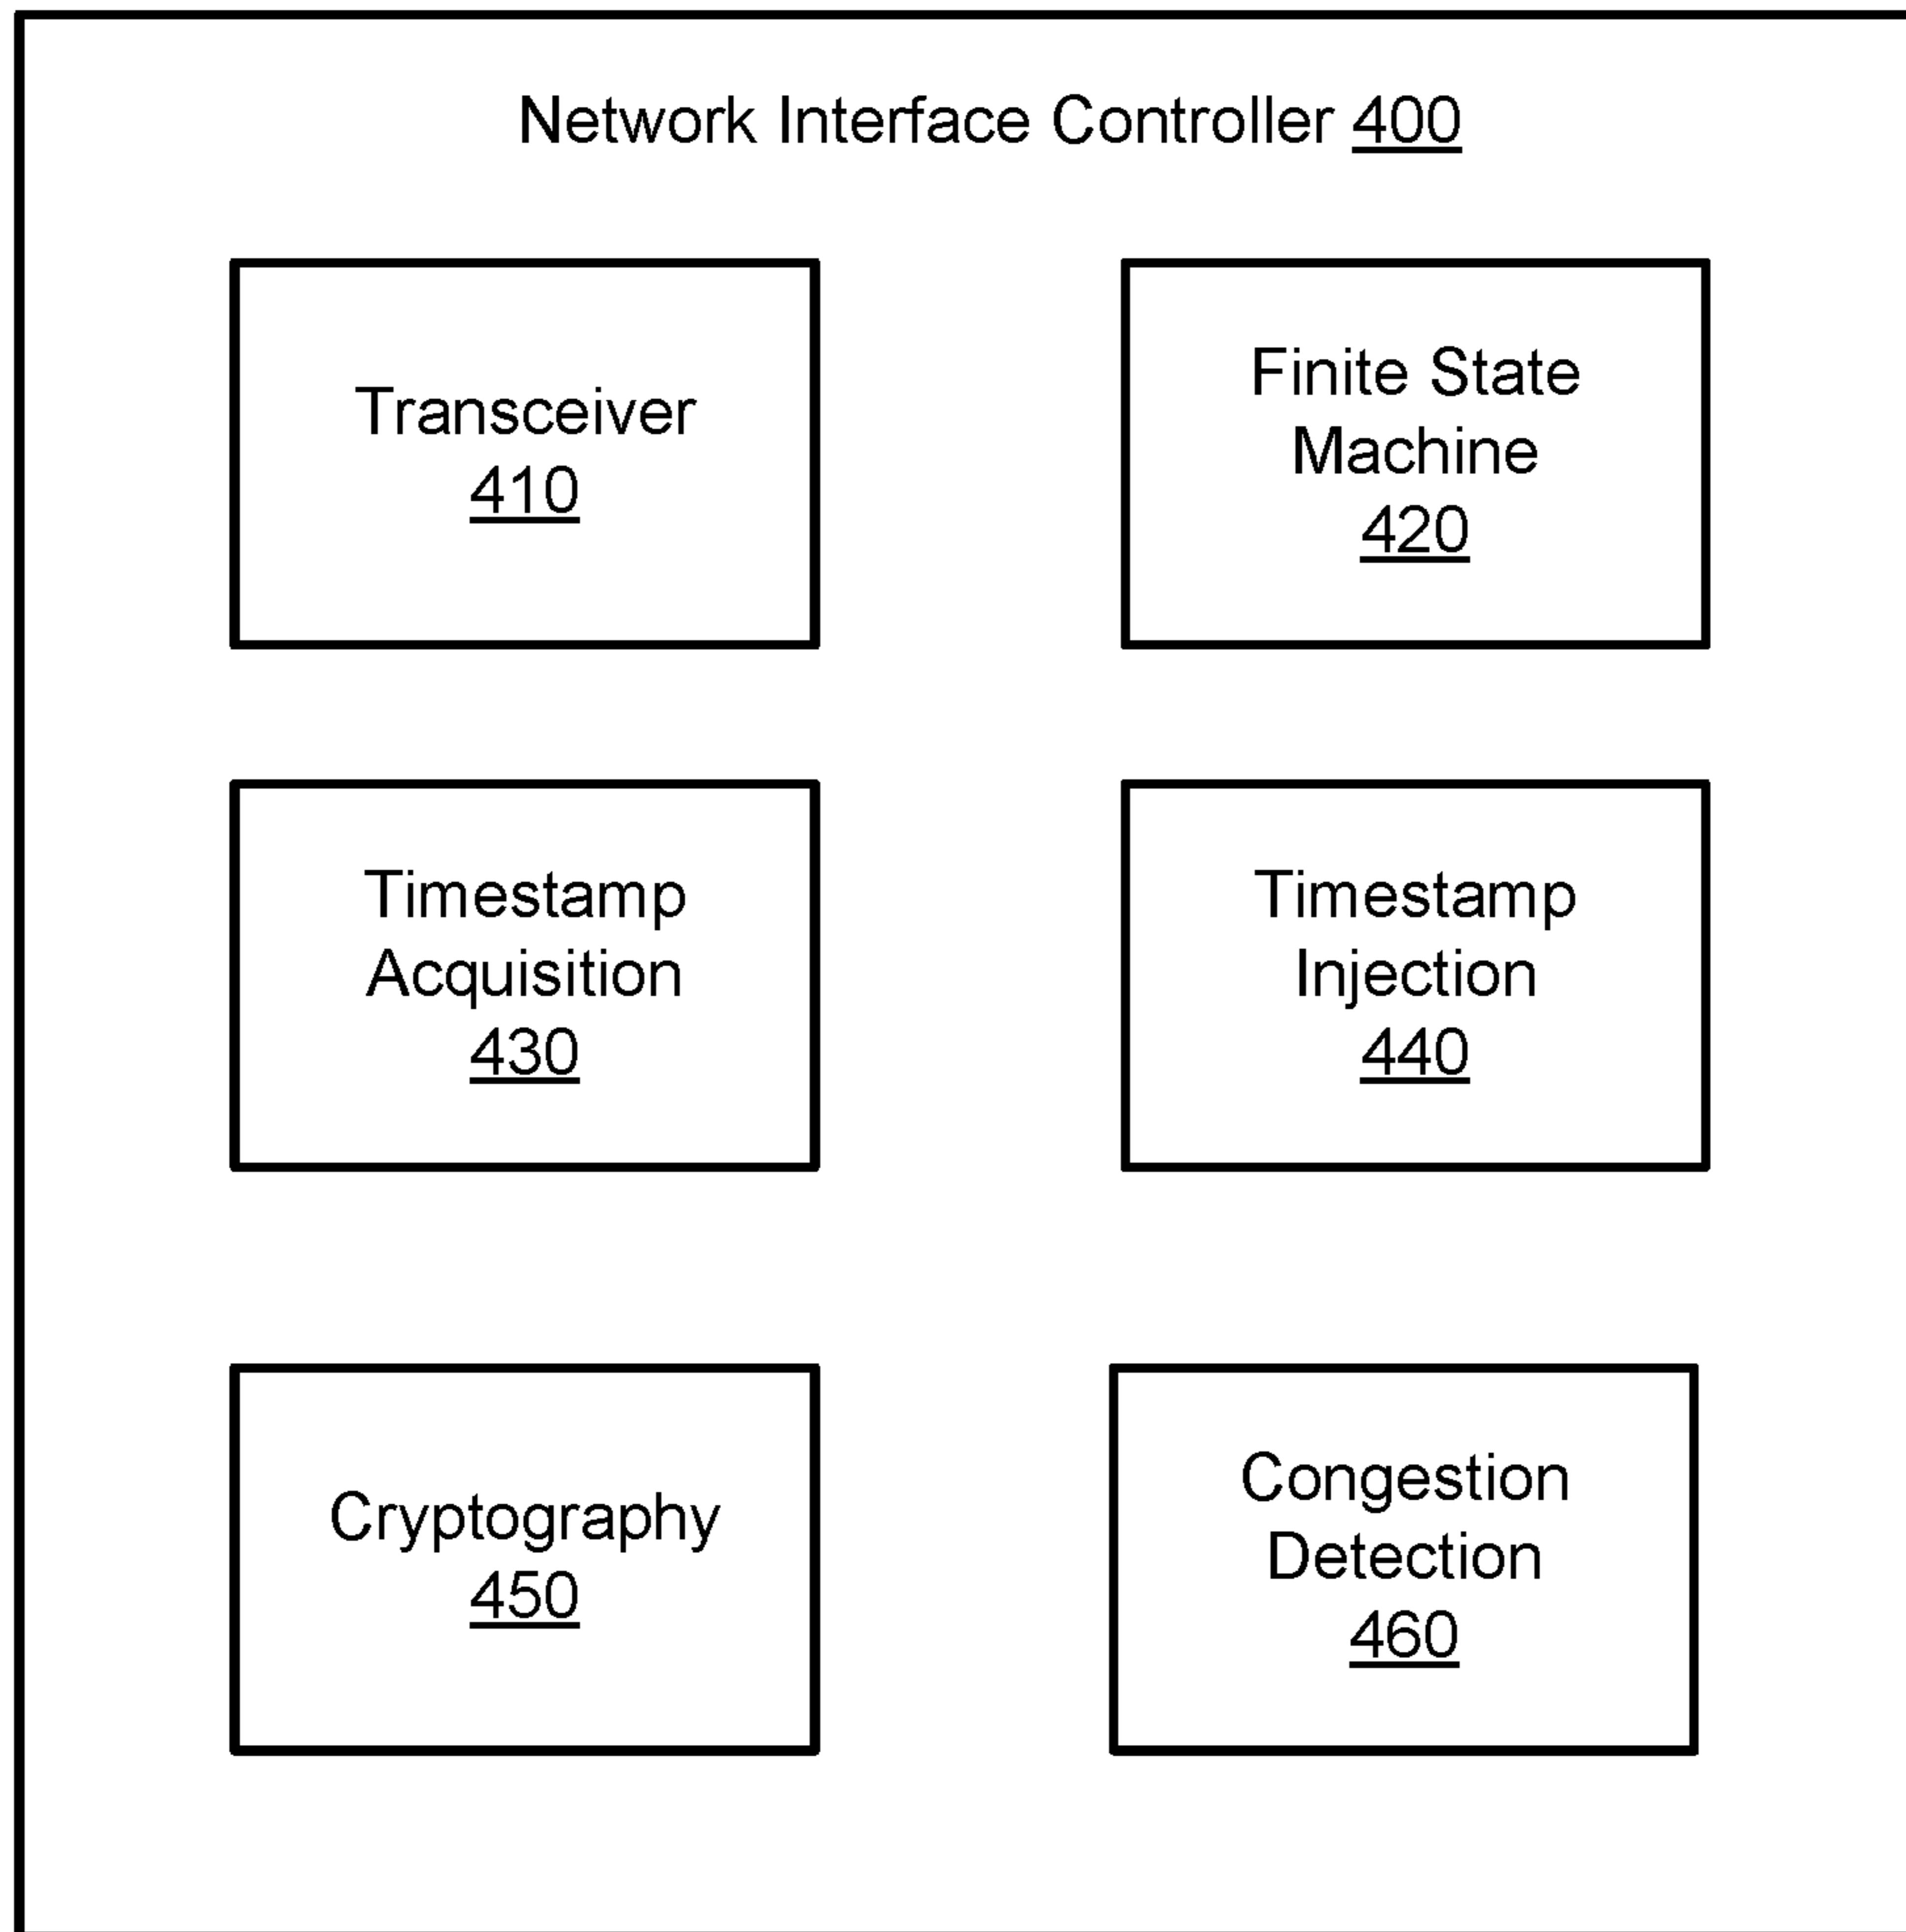 Network Interface Controller 400
Transceiver
410
Finite State
Machine
420
Timestamp
Acquisition
430
Timestamp
Injection
440
Cryptography
450
Congestion
Detection
460